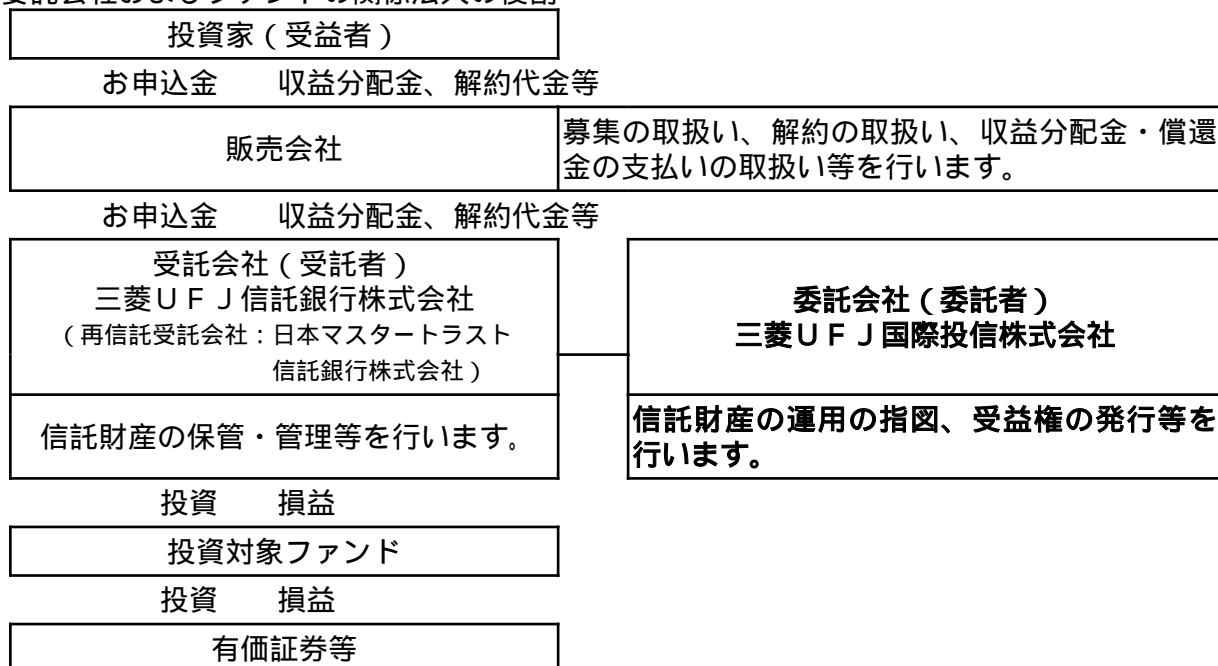 投資家（受益者）
お申込金　収益分配金、解約代金等
販売会社
募集の取扱い、解約の取扱い、収益分配金・償還
金の支払いの取扱い等を行います。
お申込金　収益分配金、解約代金等
受託会社（受託者）
三菱ＵＦＪ信託銀行株式会社
（再信託受託会社：日本マスタートラスト
信託銀行株式会社）
委託会社（委託者）
三菱ＵＦＪ国際投信株式会社
信託財産の保管・管理等を行います。
信託財産の運用の指図、受益権の発行等を
行います。
投資　損益
投資対象ファンド
投資　損益
有価証券等